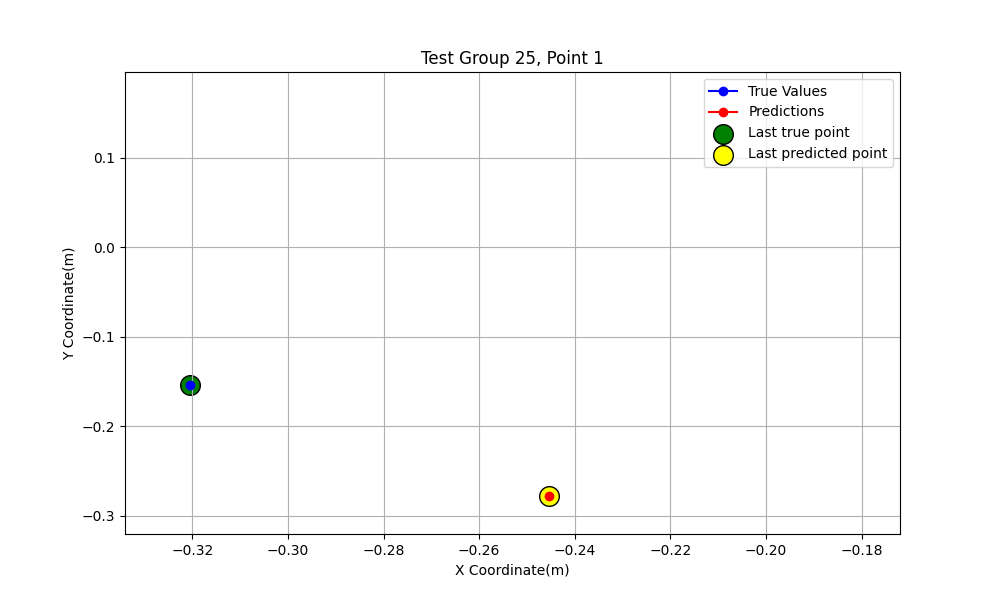 Test Group 25, Point 1
True Values
Predictions
Last true point
Last predicted point
Y Coordinate(m)
0.1
0.0
−0.1
−0.2
−0.3
−0.32
−0.30
−0.28
−0.26
−0.24
−0.22
−0.20
−0.18
X Coordinate(m)